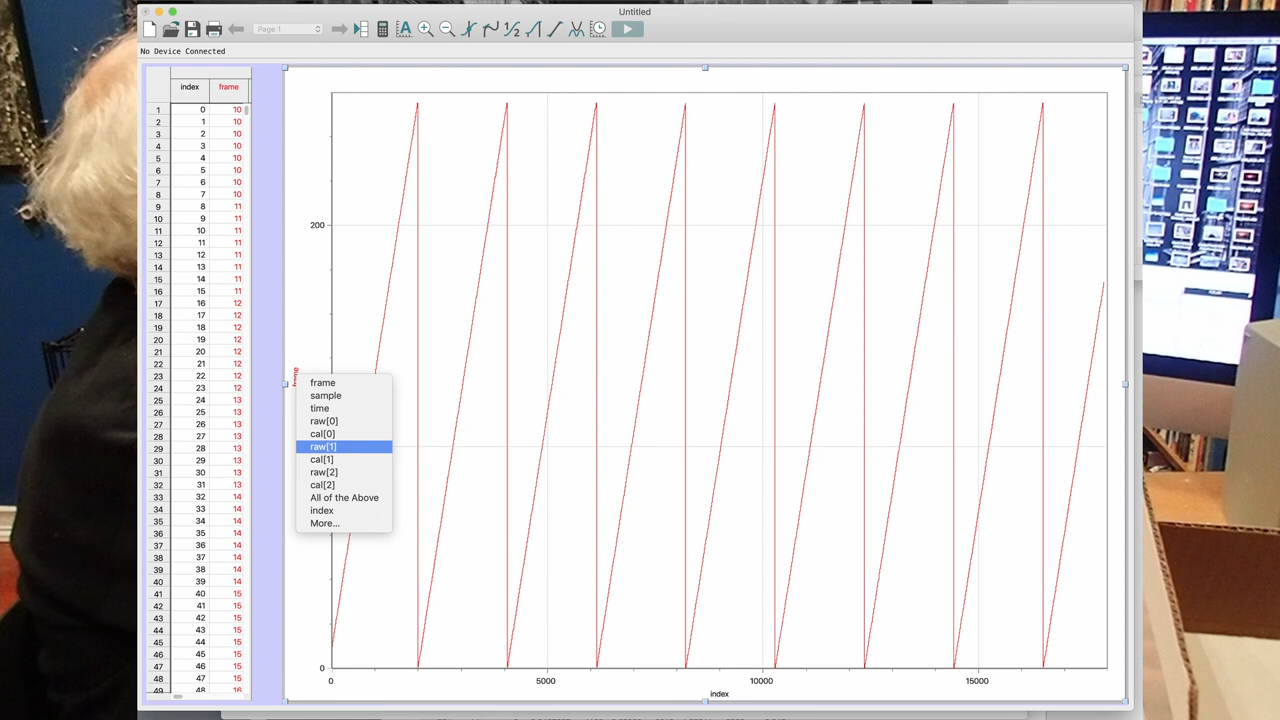 Untitled
Page 1
No Device Connected
index frame
1 0 10
2 1 10
3 2 10
4 3 10
5 4 10
6 5 10
7 6 10
8 7 10
9 8 11
10 9 11
11 10 11
12 11 11
13 12 11
14 13 11
15 14 11
16 15 11
17 16 12
18 17 12
19 18 12
20 19 12
21 20 12
22 21 12
23 22 12
24 23 12
25 24 13
26 25 13
27 26 13
28 27 13
29 28 13
30 29 13
31 30 13
32 31 13
33 32 14
34 33 14
35 34 14
36 35 14
37 36 14
38 37 14
39 38 14
40 39 14
41 40 15
42 41 15
43 42 15
44 43 15
45 44 15
46 45 15
47 46 15
48 47 15
49 48 16
200
0
frame
frame
sample
time
raw[0]
cal[0]
raw[1]
cal[1]
raw[2]
cal[2]
All of the Above
index
More...
0 5000 10000 15000
index